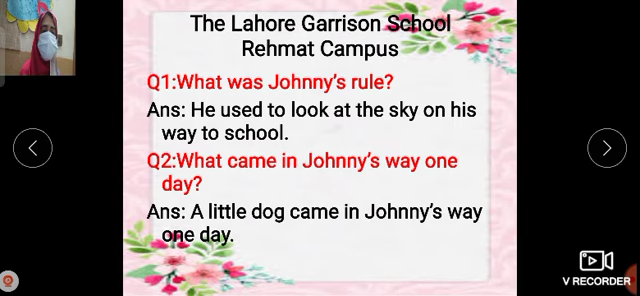 The Lahore Garrison School
Rehmat Campus
Q1:What was Johnny's rule?
Ans: He used to look at the sky on his
way to school.
Q2:What came in Johnny's way one
day?
Ans: A little dog came in Johnny's way
one day.
V RECORDER